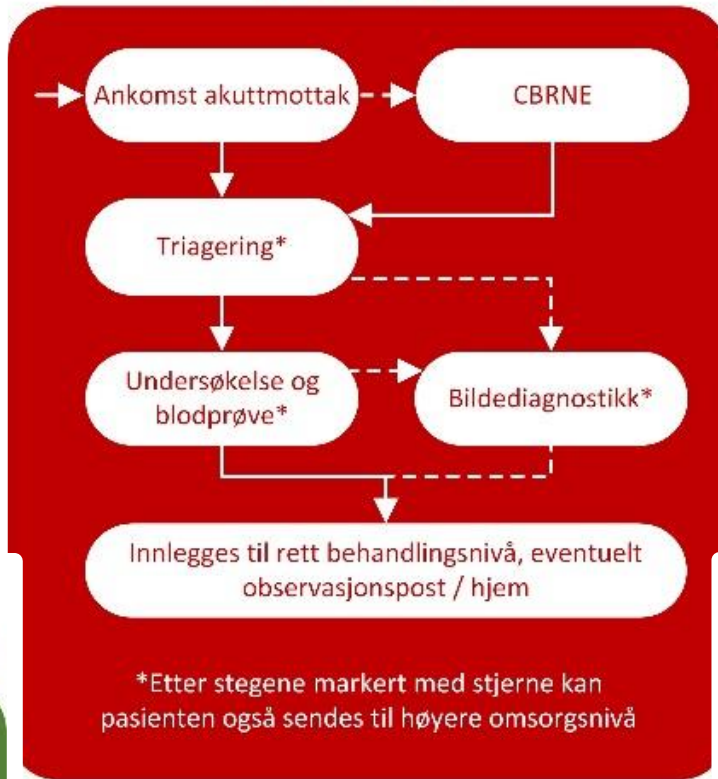 Ankomst akuttmottak
CBRNE
Triagering*
Undersøkelse og
blodprøve*
Bildediagnostikk*
Innlegges til rett behandlingsnivå, eventuelt
observasjonspost / hjem
*Etter stegene markert med stjerne kan
pasienten også sendes til høyere omsorgsnivå